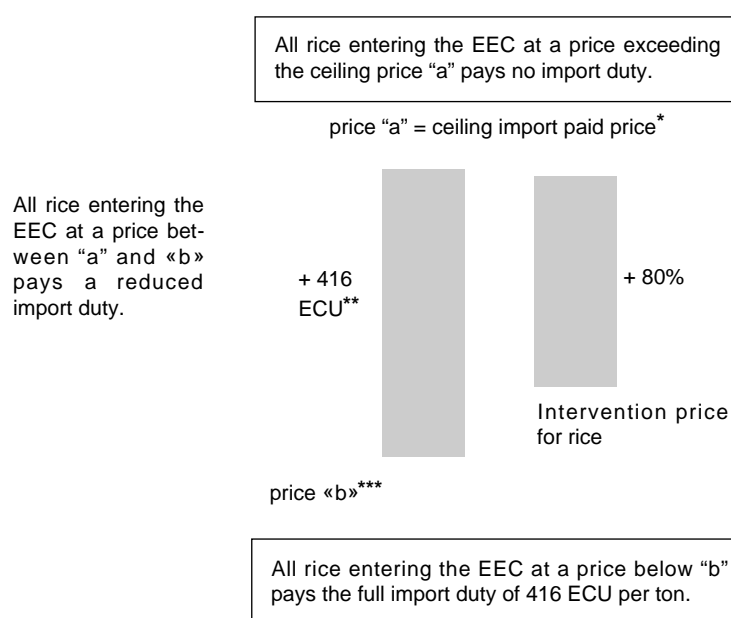 All rice entering the EEC at a price exceeding
the ceiling price “a” pays no import duty.
price “a” = ceiling import paid price*
All rice entering the
EEC at a price bet-
ween “a” and «b»
pays a reduced
import duty.
+ 416
ECU**
+ 80%
Intervention price
for rice
price «b»***
All rice entering the EEC at a price below “b”
pays the full import duty of 416 ECU per ton.